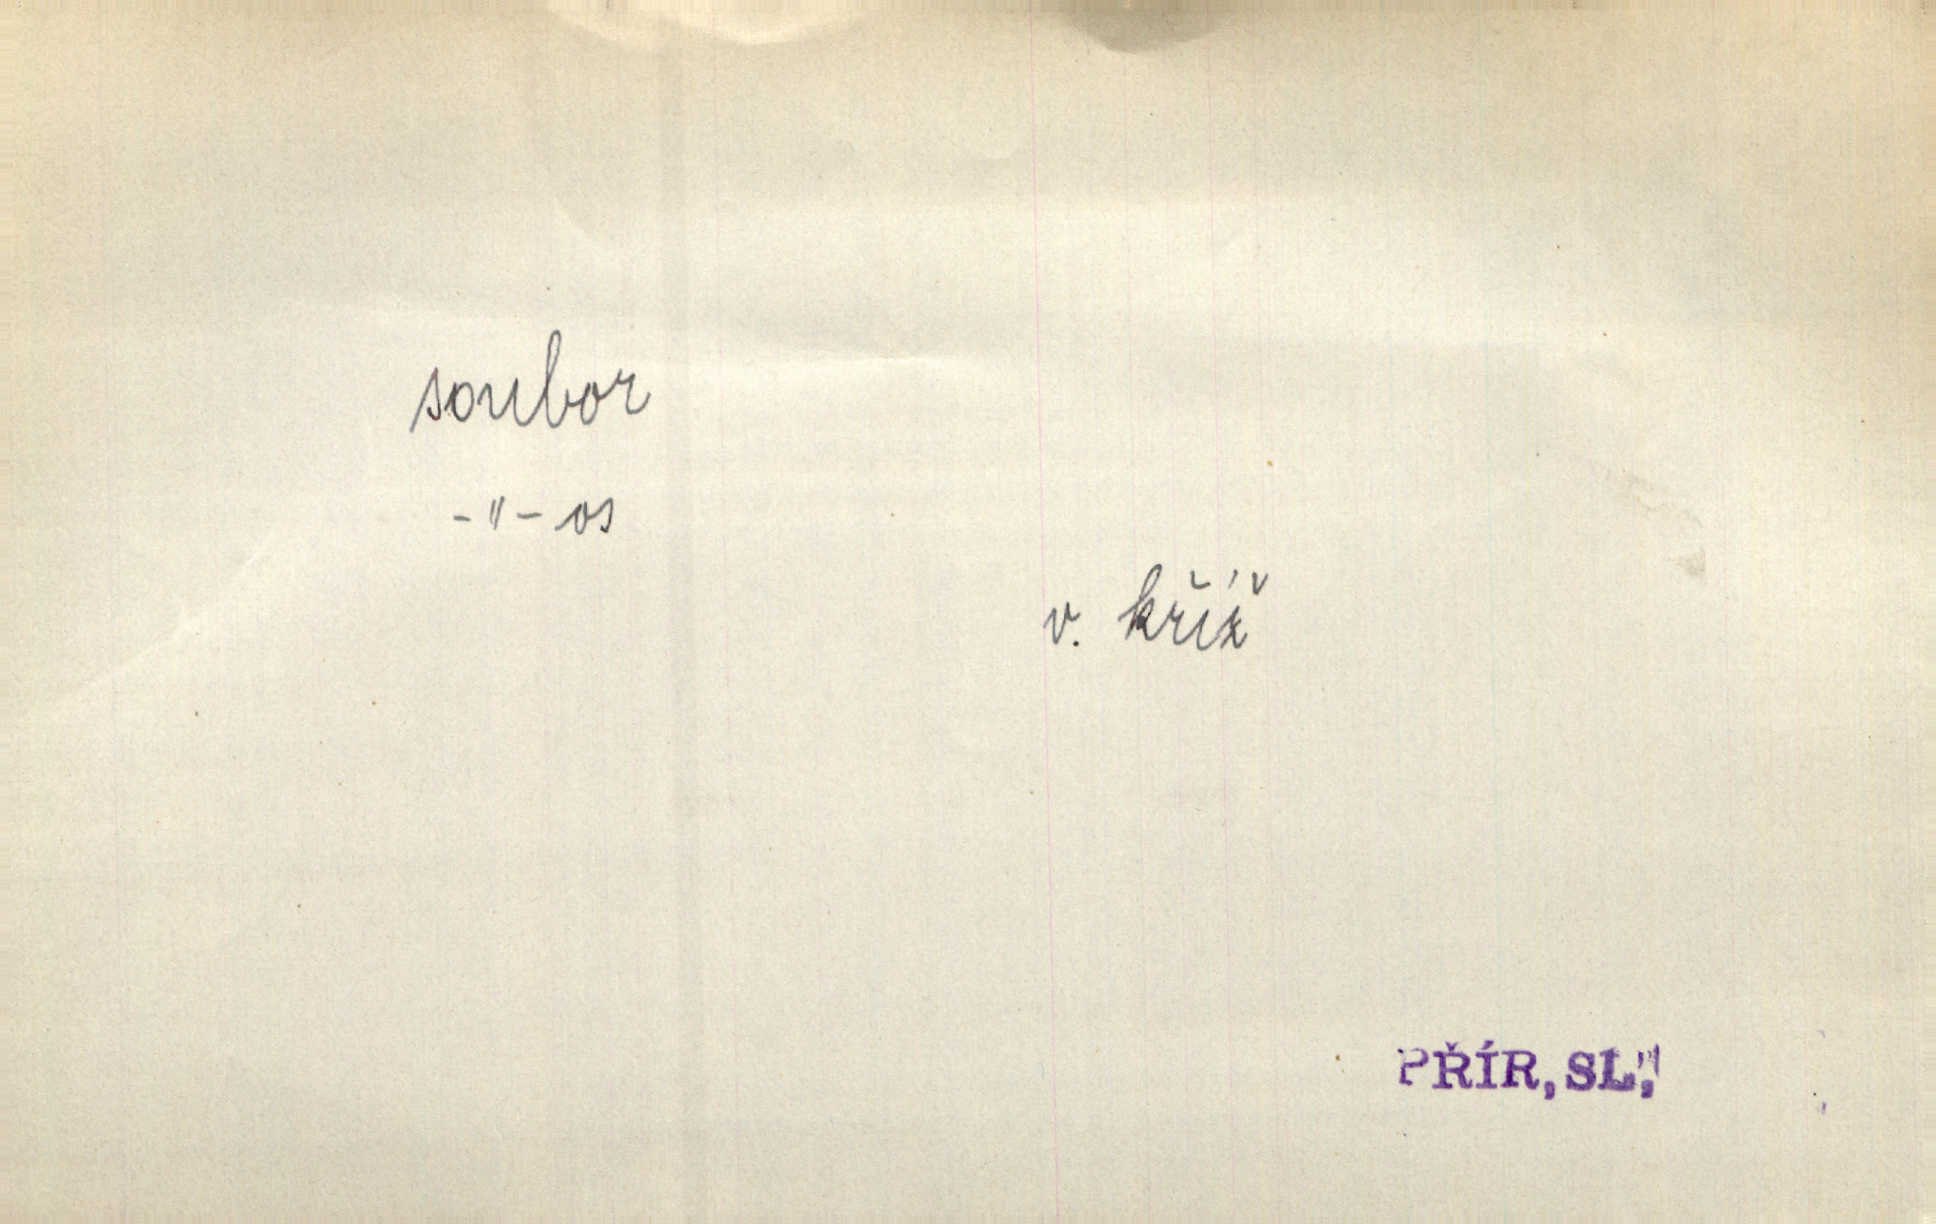 soubor
-"- os
v. kříž
PŘÍR, SL,